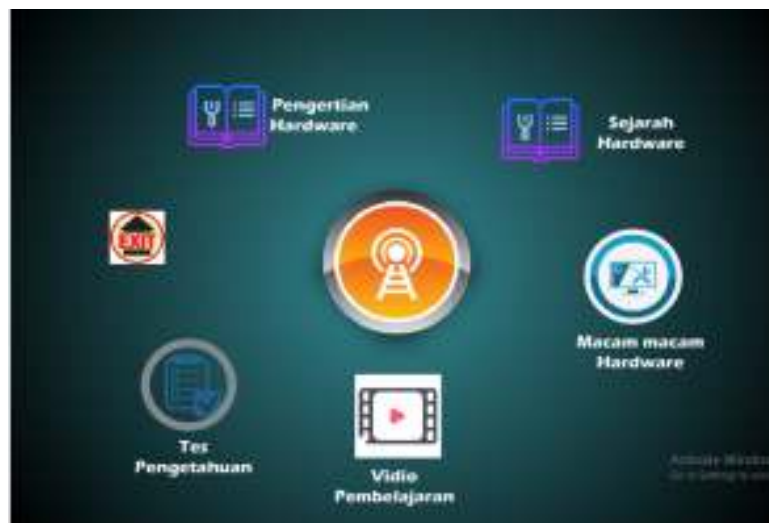 Pengertian
Hardware
Sejarah
Hardware
EXIT
Macam macam
Hardware
Tes
Pengetahuan
Vidio
Pembelajaran